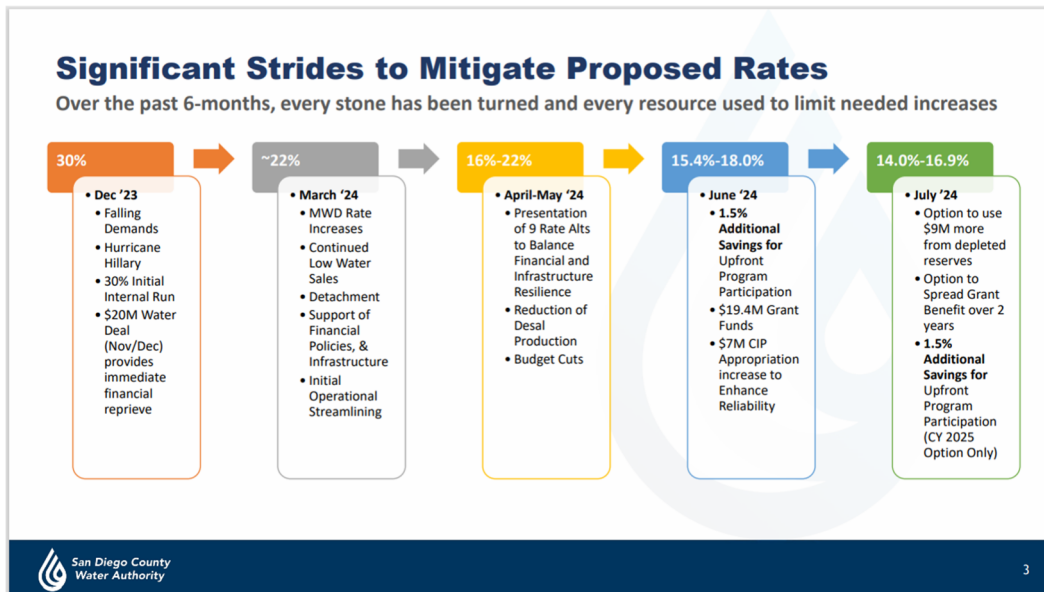 Significant Strides to Mitigate Proposed Rates
Over the past 6-months, every stone has been turned and every resource used to limit needed increases
30%
• Dec ’23
• Falling
Demands
• Hurricane
Hillary
• 30% Initial
Internal Run
• $20M Water
Deal
(Nov/Dec)
provides
immediate
financial
reprieve
~22%
• March ‘24
• MWD Rate
Increases
• Continued
Low Water
Sales
• Detachment
• Support of
Financial
Policies, &
Infrastructure
• Initial
Operational
Streamlining
16%-22%
• April-May ‘24
• Presentation
of 9 Rate Alts
to Balance
Financial and
Infrastructure
Resilience
• Reduction of
Desal
Production
• Budget Cuts
15.4%-18.0%
• June ‘24
• 1.5%
Additional
Savings for
Upfront
Program
Participation
• $19.4M Grant
Funds
• $7M CIP
Appropriation
increase to
Enhance
Reliability
14.0%-16.9%
• July ’24
• Option to use
$9M more
from depleted
reserves
• Option to
Spread Grant
Benefit over 2
years
• 1.5%
Additional
Savings for
Upfront
Program
Participation
(CY 2025
Option Only)
San Diego County
Water Authority
3